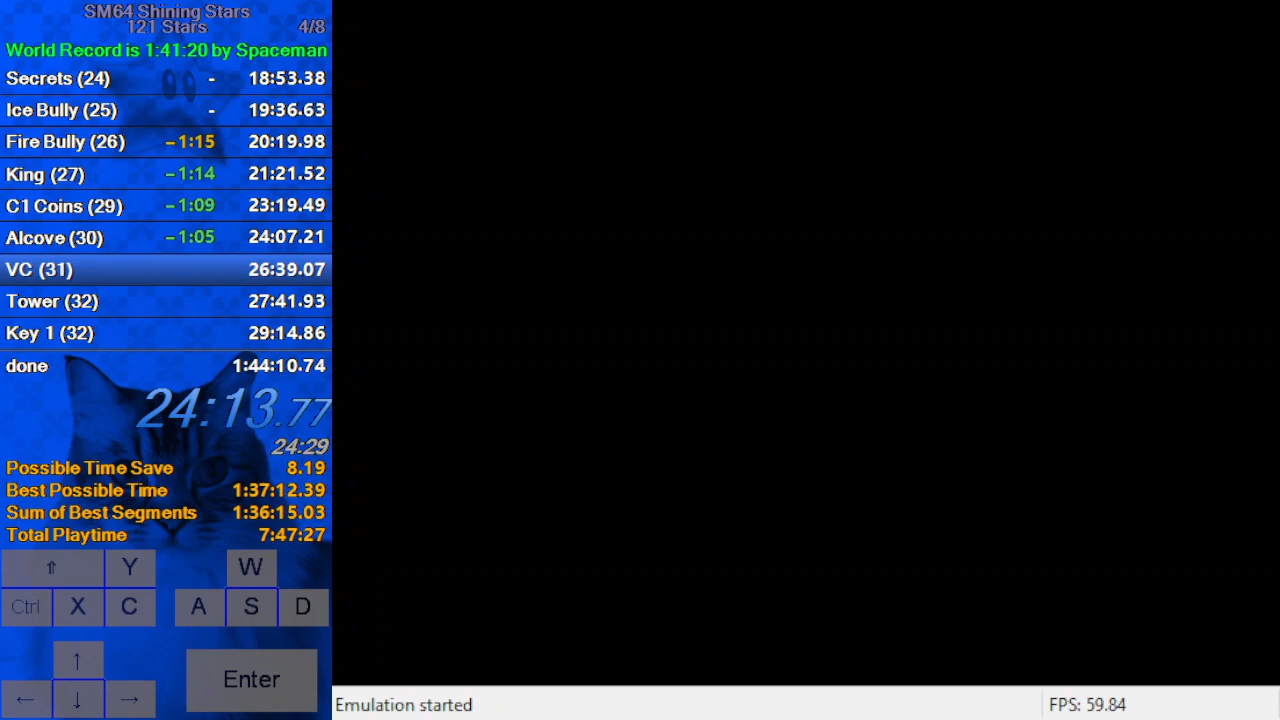 SM64 Shining Stars
121 Stars 4/8
World Record is 1:41:20 by Spaceman
Secrets (24) - 18:53.38
Ice Bully (25) - 19:36.63
Fire Bully (26) −1:15 20:19.98
King (27) −1:14 21:21.52
C1 Coins (29) −1:09 23:19.49
Alcove (30) −1:05 24:07.21
VC (31) 26:39.07
Tower (32) 27:41.93
Key 1 (32) 29:14.86
done 1:44:10.74
24:13.77
24:29
Possible Time Save 8.19
Best Possible Time 1:37:12.39
Sum of Best Segments 1:36:15.03
Total Playtime 7:47:27
⇧ Y W
Ctrl X C A S D
↑
← ↓ → Enter
Emulation started FPS: 59.84